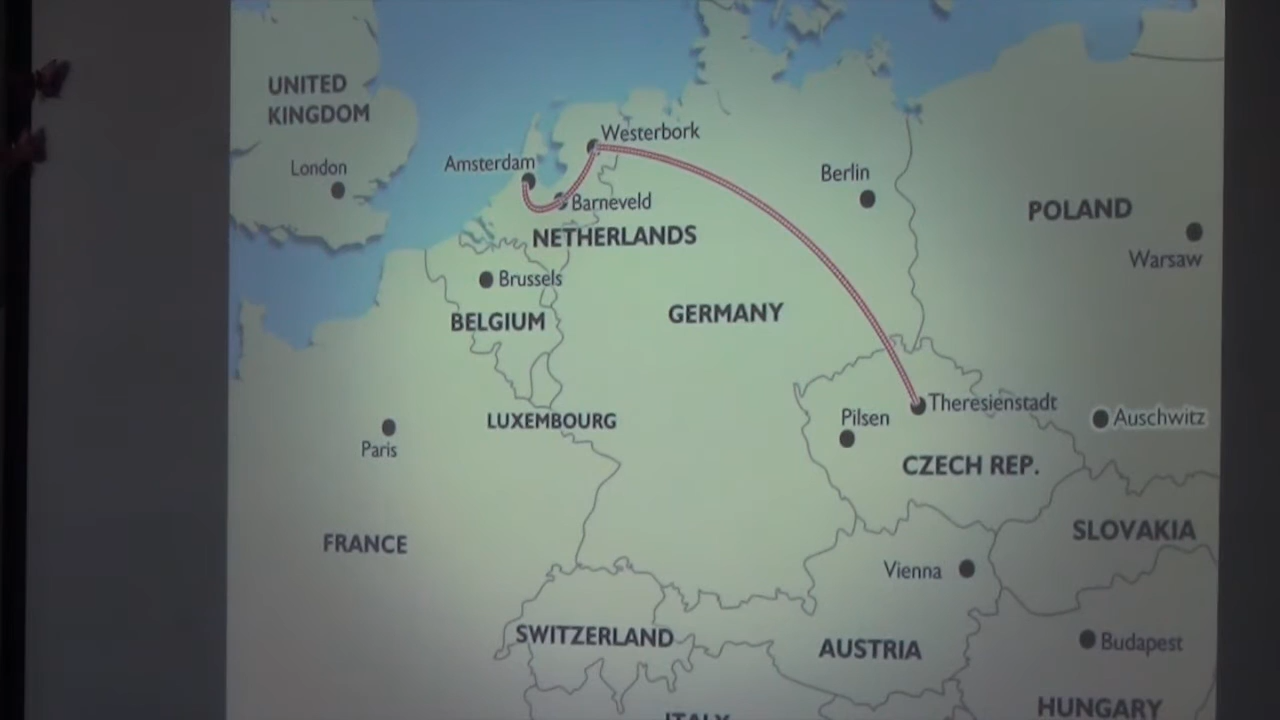 UNITED
KINGDOM
London
Westerbork
Amsterdam
Barneveld
NETHERLANDS
Berlin
POLAND
Warsaw
Brussels
BELGIUM
GERMANY
LUXEMBOURG
Paris
FRANCE
Theresienstadt
Pilsen
Auschwitz
CZECH REP.
SLOVAKIA
Vienna
SWITZERLAND
AUSTRIA
Budapest
HUNGARY
ITALY